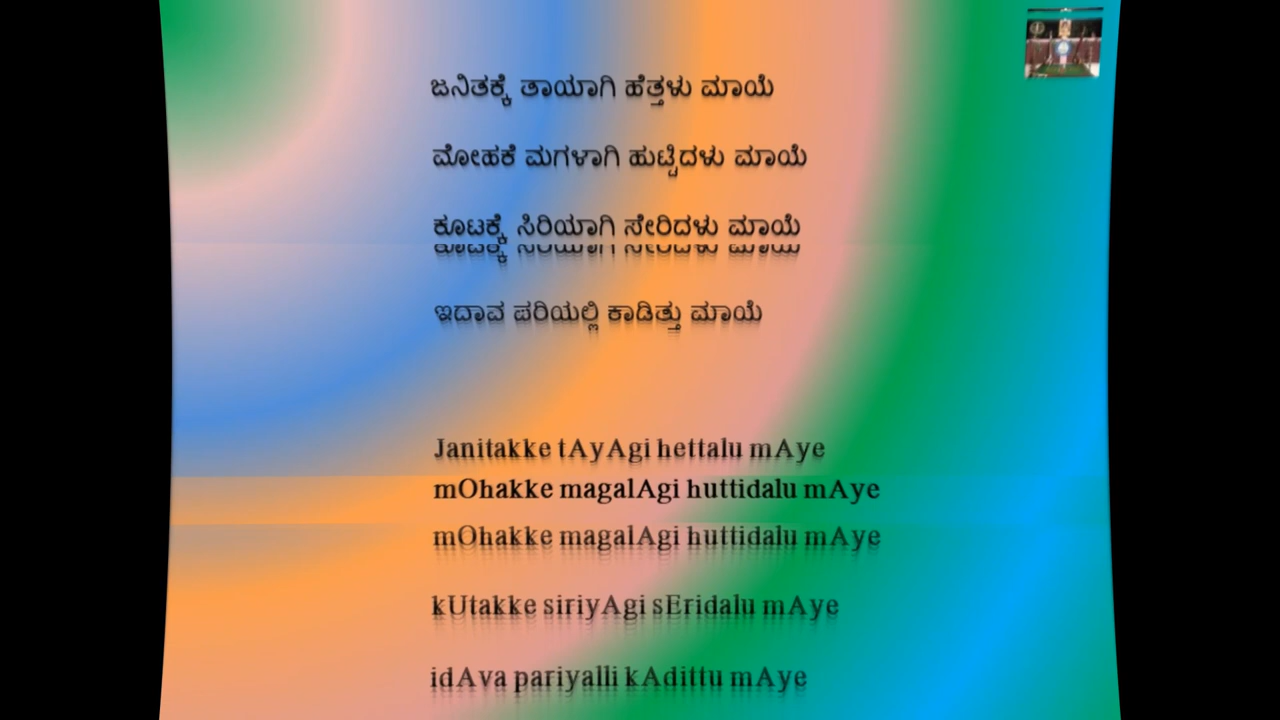 ಜನಿತಕ್ಕೆ ತಾಯಾಗಿ ಹೆತ್ತಳು ಮಾಯೆ
ಮೋಹಕೆ ಮಗಳಾಗಿ ಹುಟ್ಟಿದಳು ಮಾಯೆ
ಕೂಟಕ್ಕೆ ಸಿರಿಯಾಗಿ ಸೇರಿದಳು ಮಾಯೆ
ಇದಾವ ಪರಿಯಲ್ಲಿ ಕಾಡಿತ್ತು ಮಾಯೆ
Janitakke tAyAgi hettalu mAye
mOhakke magalAgi huttidalu mAye
mOhakke magalAgi huttidalu mAye
kUtakke siriyAgi sEridalu mAye
idAva pariyalli kAdittu mAye